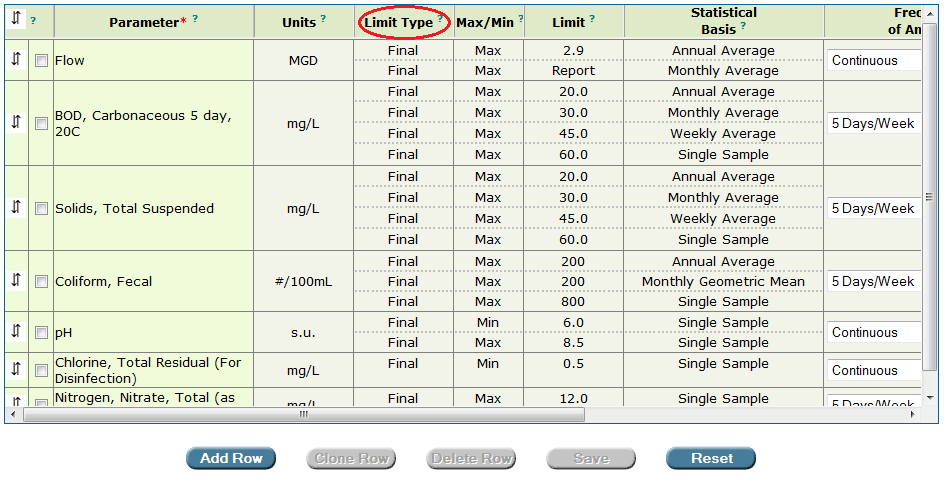 ? Parameter* ? Units ? Limit Type ? Max/Min ? Limit ? Statistical Basis ? Freq of An
Flow MGD Final Max 2.9 Annual Average Continuous
Final Max Report Monthly Average
BOD, Carbonaceous 5 day, 20C mg/L Final Max 20.0 Annual Average 5 Days/Week
Final Max 30.0 Monthly Average
Final Max 45.0 Weekly Average
Final Max 60.0 Single Sample
Solids, Total Suspended mg/L Final Max 20.0 Annual Average 5 Days/Week
Final Max 30.0 Monthly Average
Final Max 45.0 Weekly Average
Final Max 60.0 Single Sample
Coliform, Fecal #/100mL Final Max 200 Annual Average 5 Days/Week
Final Max 200 Monthly Geometric Mean
Final Max 800 Single Sample
pH s.u. Final Min 6.0 Single Sample Continuous
Final Max 8.5 Single Sample
Chlorine, Total Residual (For Disinfection) mg/L Final Min 0.5 Single Sample Continuous
Nitrogen, Nitrate, Total (as mg/L Final Max 12.0 Single Sample 5 Days/Week
Add Row Clone Row Delete Row Save Reset